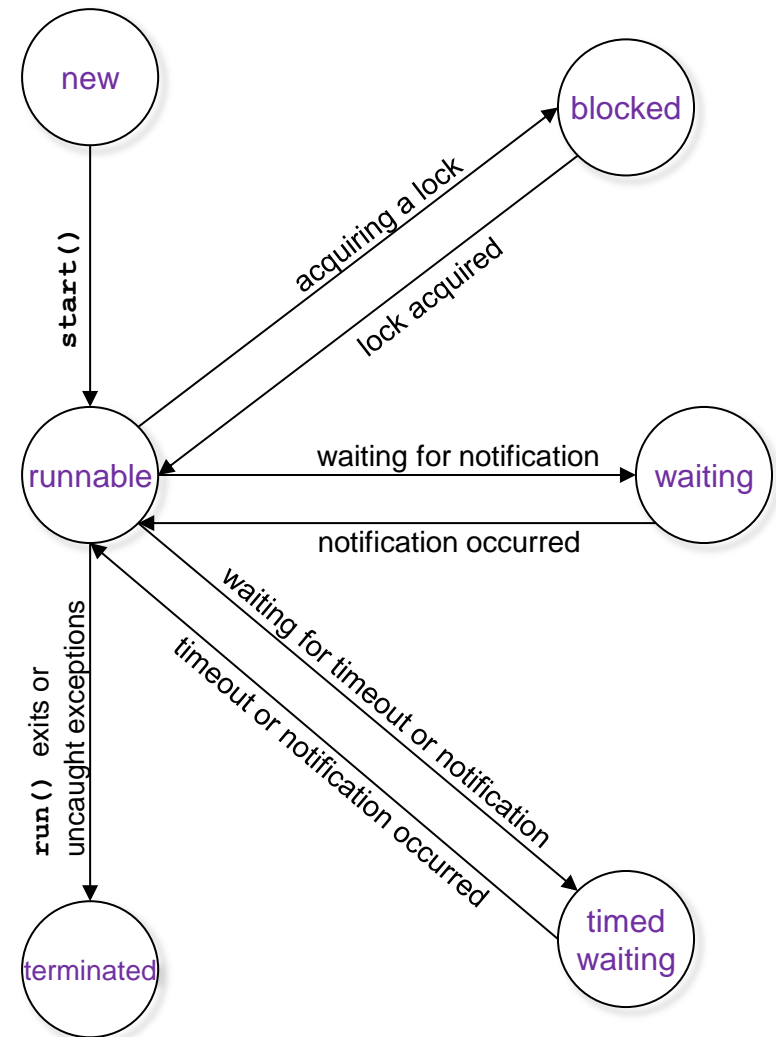 new
blocked
start()
acquiring a lock
lock acquired
runnable
waiting for notification
waiting
notification occurred
waiting for timeout or notification
timeout or notification occurred
run() exits or
uncaught exceptions
timed
waiting
terminated